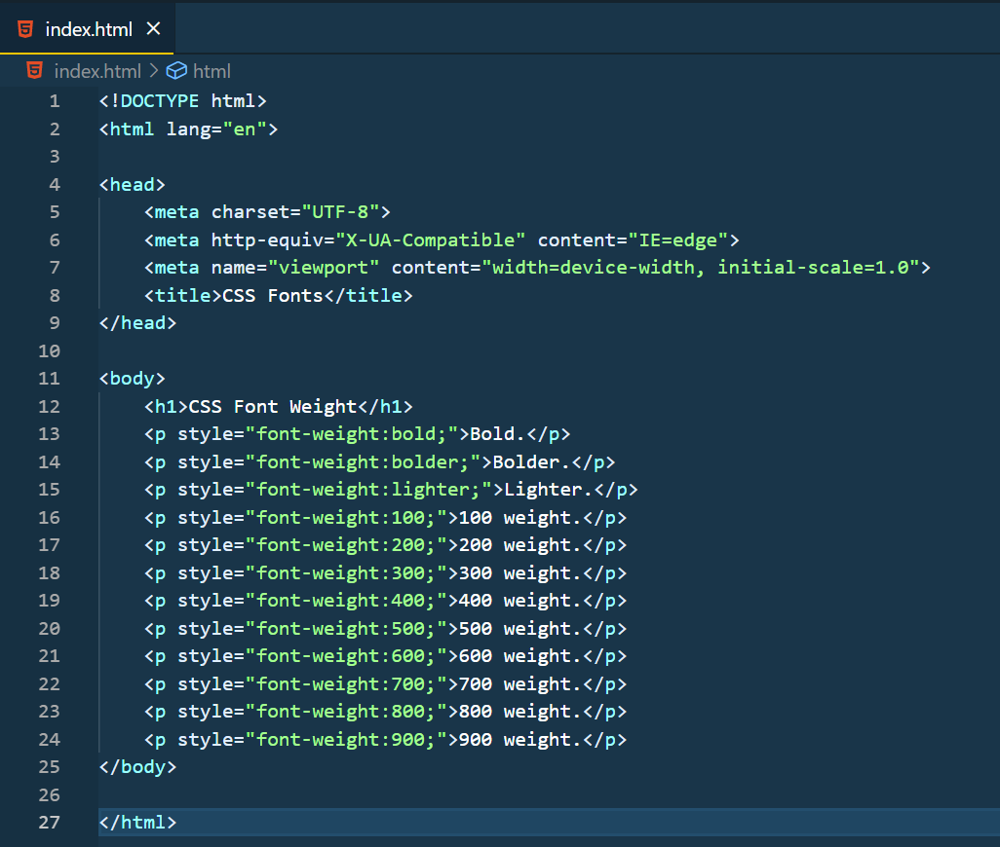 index.html
index.html > html
1 <!DOCTYPE html>
2 <html lang="en">
3
4 <head>
5     <meta charset="UTF-8">
6     <meta http-equiv="X-UA-Compatible" content="IE=edge">
7     <meta name="viewport" content="width=device-width, initial-scale=1.0">
8     <title>CSS Fonts</title>
9 </head>
10
11 <body>
12     <h1>CSS Font Weight</h1>
13     <p style="font-weight:bold;">Bold.</p>
14     <p style="font-weight:bolder;">Bolder.</p>
15     <p style="font-weight:lighter;">Lighter.</p>
16     <p style="font-weight:100;">100 weight.</p>
17     <p style="font-weight:200;">200 weight.</p>
18     <p style="font-weight:300;">300 weight.</p>
19     <p style="font-weight:400;">400 weight.</p>
20     <p style="font-weight:500;">500 weight.</p>
21     <p style="font-weight:600;">600 weight.</p>
22     <p style="font-weight:700;">700 weight.</p>
23     <p style="font-weight:800;">800 weight.</p>
24     <p style="font-weight:900;">900 weight.</p>
25 </body>
26
27 </html>